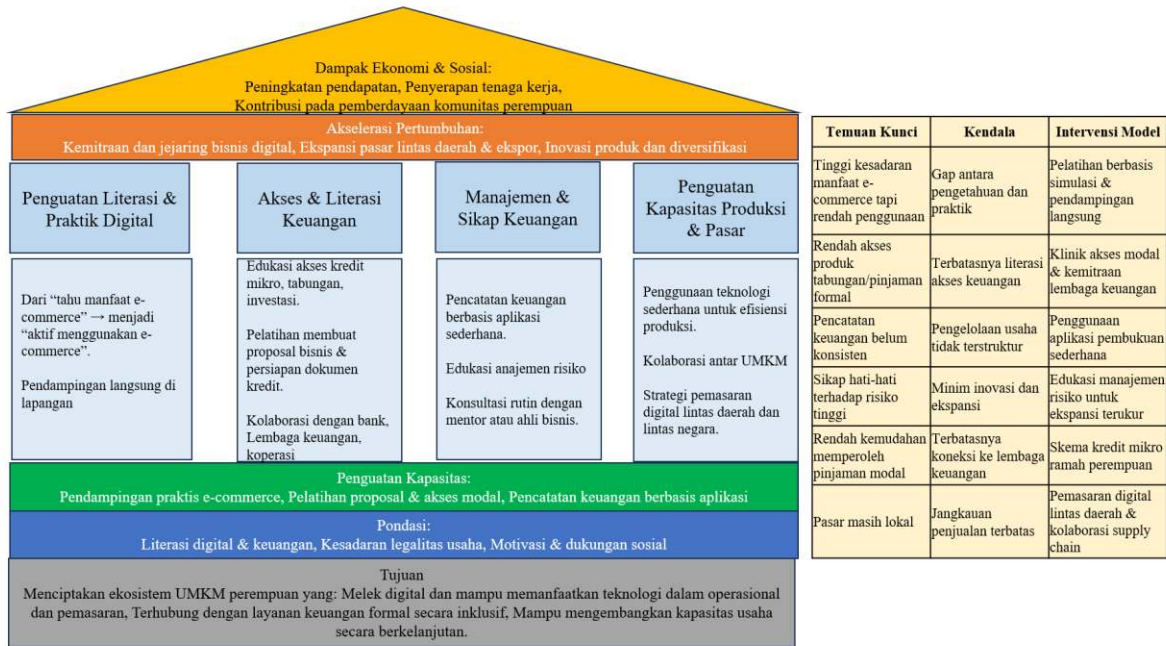 Dampak Ekonomi & Sosial:
Peningkatan pendapatan, Penyerapan tenaga kerja,
Kontribusi pada pemberdayaan komunitas perempuan
Akselerasi Pertumbuhan:
Kemitraan dan jejaring bisnis digital, Ekspansi pasar lintas daerah & ekspor, Inovasi produk dan diversifikasi
Penguatan Literasi &
Praktik Digital
Akses & Literasi
Keuangan
Manajemen &
Sikap Keuangan
Penguatan
Kapasitas Produksi
& Pasar
Dari “tahu manfaat e-
commerce” → menjadi
“aktif menggunakan e-
commerce”.
Pendampingan langsung di
lapangan
Edukasi akses kredit
mikro, tabungan,
investasi.
Pelatihan membuat
proposal bisnis &
persiapan dokumen
kredit.
Kolaborasi dengan bank,
Lembaga keuangan,
koperasi
Pencatatan keuangan
berbasis aplikasi
sederhana.
Edukasi anajemen risiko
Konsultasi rutin dengan
mentor atau ahli bisnis.
Penggunaan teknologi
sederhana untuk efisiensi
produksi.
Kolaborasi antar UMKM
Strategi pemasaran
digital lintas daerah dan
lintas negara.
Penguatan Kapasitas:
Pendampingan praktis e-commerce, Pelatihan proposal & akses modal, Pencatatan keuangan berbasis aplikasi
Pondasi:
Literasi digital & keuangan, Kesadaran legalitas usaha, Motivasi & dukungan sosial
Tujuan
Menciptakan ekosistem UMKM perempuan yang: Melek digital dan mampu memanfaatkan teknologi dalam operasional
dan pemasaran, Terhubung dengan layanan keuangan formal secara inklusif, Mampu mengembangkan kapasitas usaha
secara berkelanjutan.
Temuan Kunci
Kendala
Intervensi Model
Tinggi kesadaran
manfaat e-
commerce tapi
rendah penggunaan
Gap antara
pengetahuan dan
praktik
Pelatihan berbasis
simulasi &
pendampingan
langsung
Rendah akses
produk
tabungan/pinjaman
formal
Terbatasnya literasi
akses keuangan
Klinik akses modal
& kemitraan
lembaga keuangan
Pencatatan
keuangan belum
konsisten
Pengelolaan usaha
tidak terstruktur
Penggunaan
aplikasi pembukuan
sederhana
Sikap hati-hati
terhadap risiko
tinggi
Minim inovasi dan
ekspansi
Edukasi manajemen
risiko untuk
ekspansi terukur
Rendah kemudahan
memperoleh
pinjaman modal
Terbatasnya
koneksi ke lembaga
keuangan
Skema kredit mikro
ramah perempuan
Pasar masih lokal
Jangkauan
penjualan terbatas
Pemasaran digital
lintas daerah &
kolaborasi supply
chain